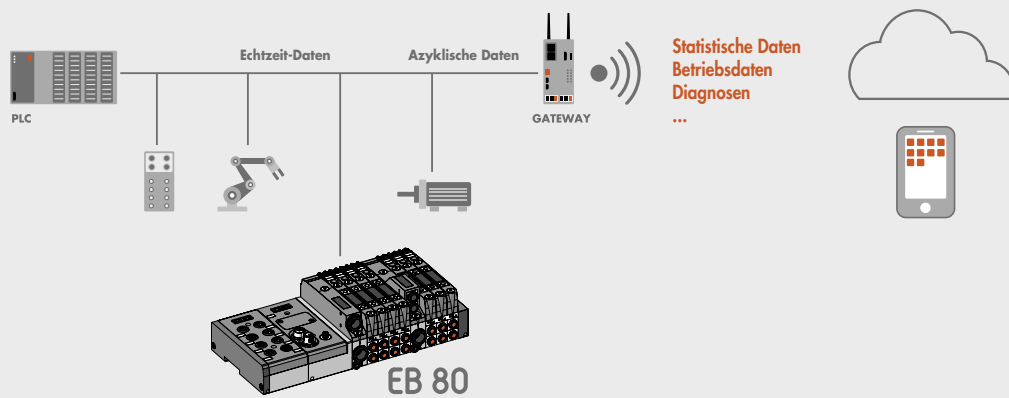 Echtzeit-Daten
Azyklische Daten
PLC
GATEWAY
Statistische Daten
Betriebsdaten
Diagnosen
...
EB 80